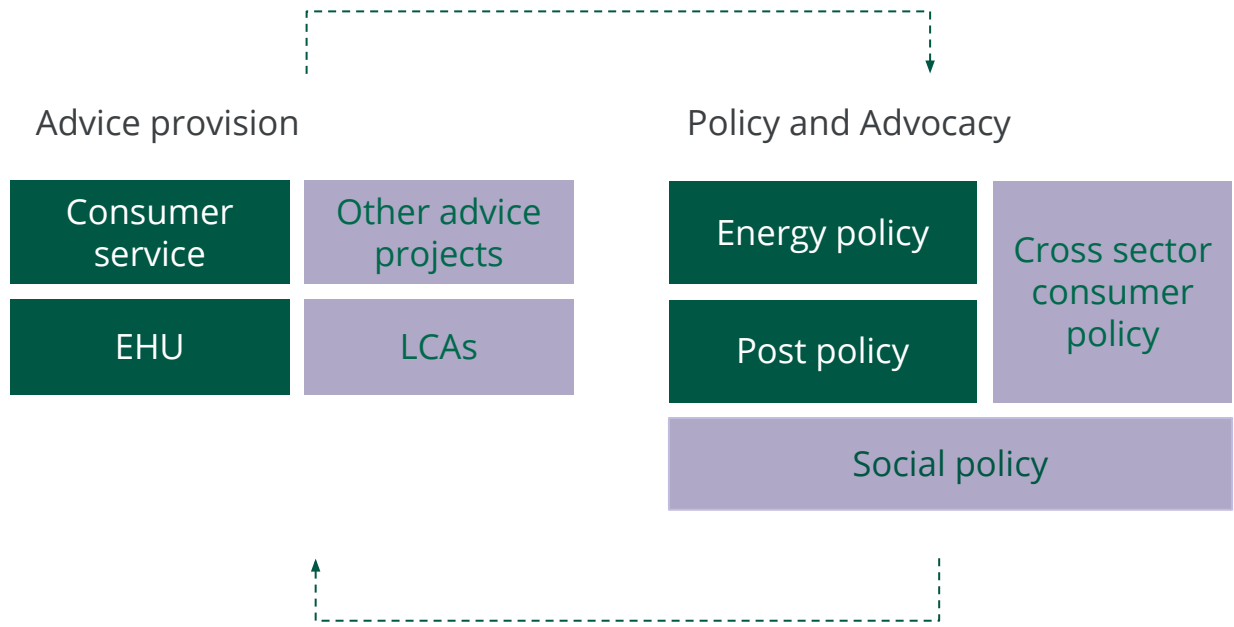 Advice provision
Consumer
service
Other advice
projects
EHU
LCAs
Policy and Advocacy
Energy policy
Post policy
Cross sector
consumer
policy
Social policy